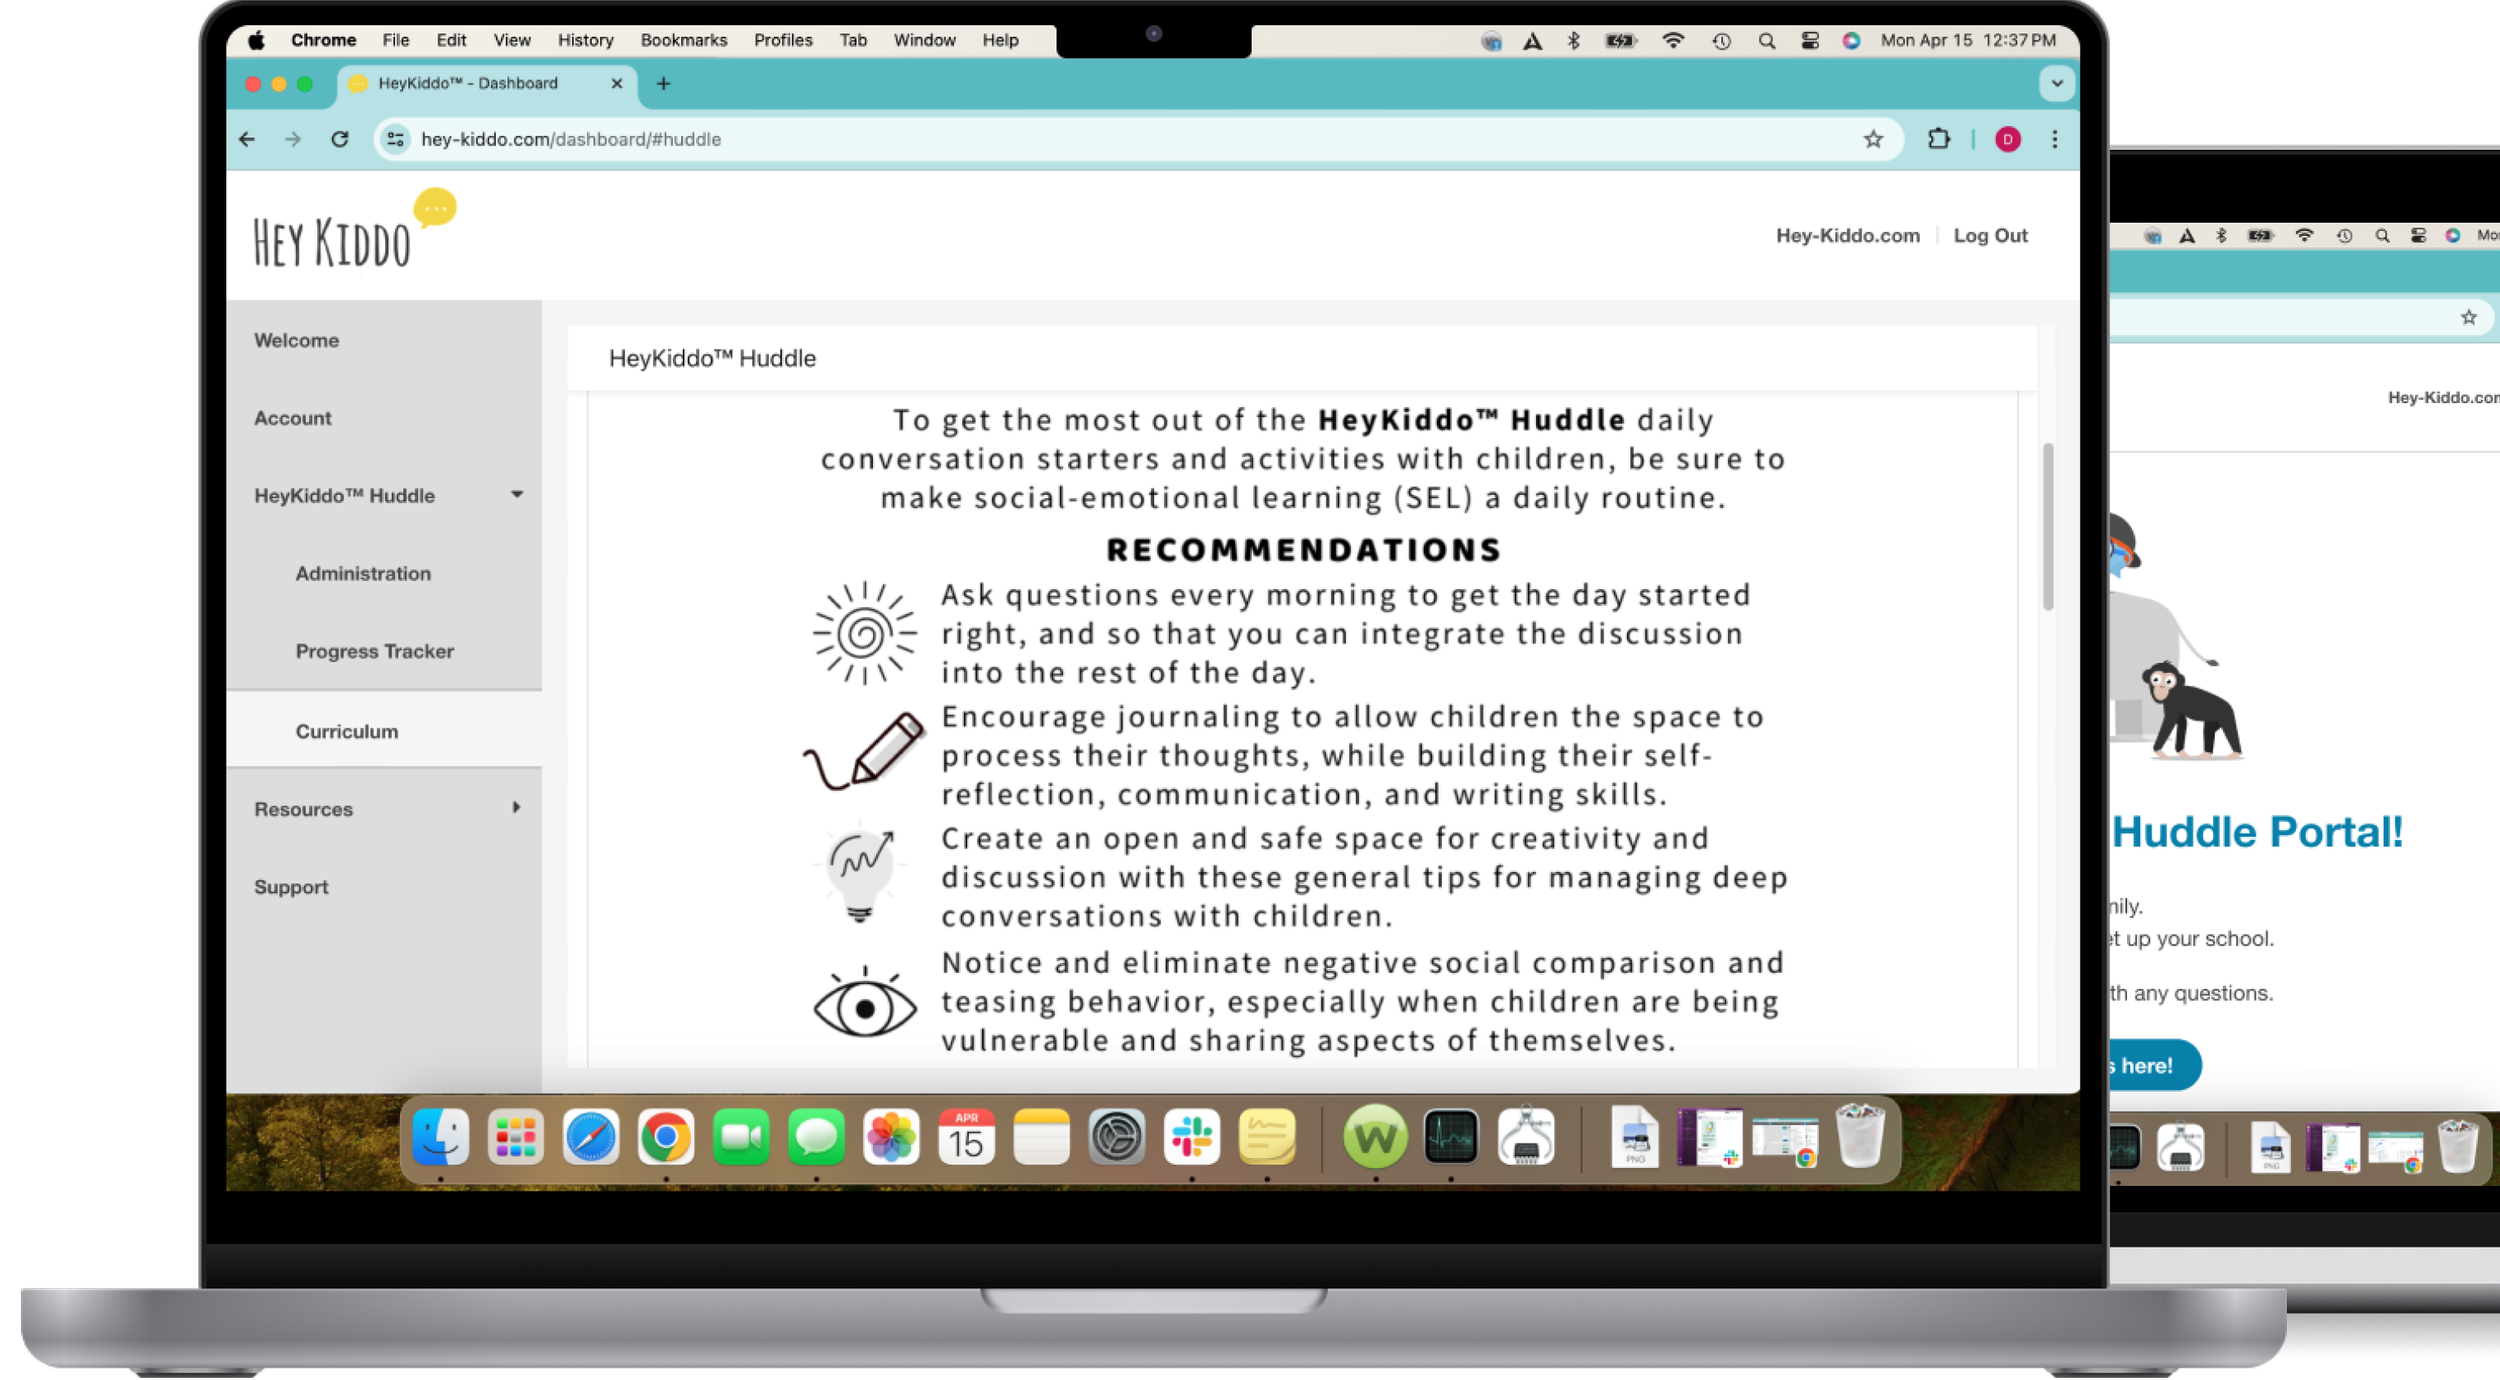 Chrome File Edit View History Bookmarks Profiles Tab Window Help Mon Apr 15 12:37 PM
HeyKiddo™ - Dashboard
hey-kiddo.com/dashboard/#huddle
D
HEY KIDDO
Hey-Kiddo.com Log Out
Welcome
Account
HeyKiddo™ Huddle
Administration
Progress Tracker
Curriculum
Resources
Support
HeyKiddo™ Huddle
To get the most out of the HeyKiddo™ Huddle daily
conversation starters and activities with children, be sure to
make social-emotional learning (SEL) a daily routine.
RECOMMENDATIONS
Ask questions every morning to get the day started
right, and so that you can integrate the discussion
into the rest of the day.
Encourage journaling to allow children the space to
process their thoughts, while building their self-
reflection, communication, and writing skills.
Create an open and safe space for creativity and
discussion with these general tips for managing deep
conversations with children.
Notice and eliminate negative social comparison and
teasing behavior, especially when children are being
vulnerable and sharing aspects of themselves.
APR
15
W
PNG
Huddle Portal!
up your school.
any questions.
here!
PNG